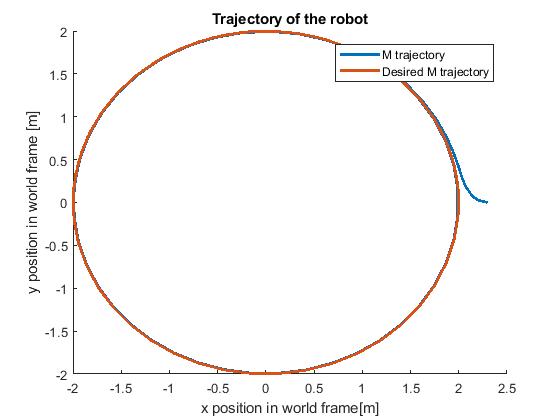 Trajectory of the robot
M trajectory
Desired M trajectory
y position in world frame [m]
2
1.5
1
0.5
0
-0.5
-1
-1.5
-2
-2 -1.5 -1 -0.5 0 0.5 1 1.5 2 2.5
x position in world frame[m]